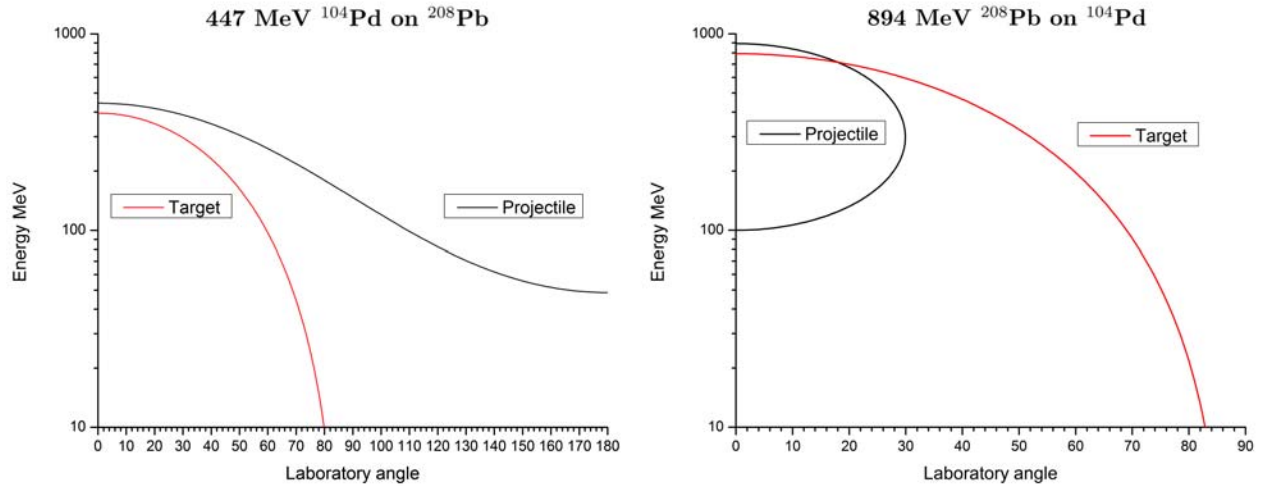 447 MeV ¹⁰⁴Pd on ²⁰⁸Pb
1000
100
10
Energy MeV
Target
Projectile
0 10 20 30 40 50 60 70 80 90 100 110 120 130 140 150 160 170 180
Laboratory angle
894 MeV ²⁰⁸Pb on ¹⁰⁴Pd
1000
100
10
Energy MeV
Projectile
Target
0 10 20 30 40 50 60 70 80 90
Laboratory angle